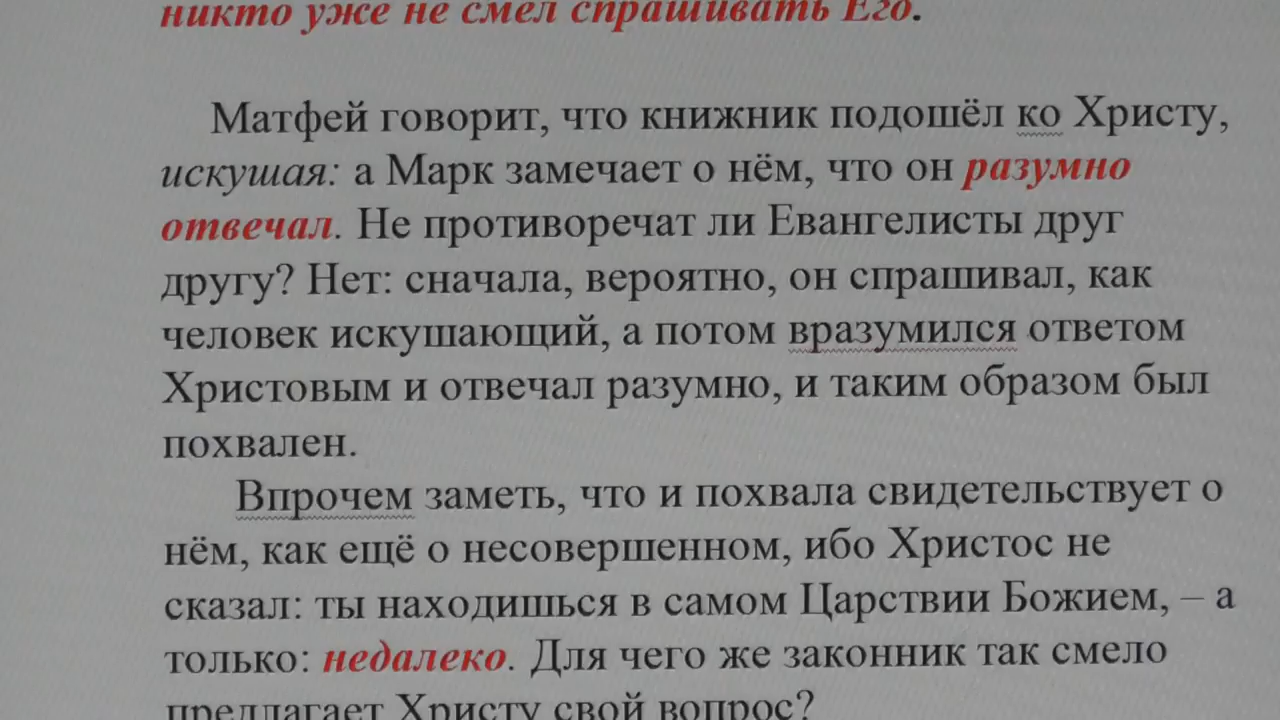 никто уже не смел спрашивать Его.
Матфей говорит, что книжник подошёл ко Христу,
искушая: а Марк замечает о нём, что он разумно
отвечал. Не противоречат ли Евангелисты друг
другу? Нет: сначала, вероятно, он спрашивал, как
человек искушающий, а потом вразумился ответом
Христовым и отвечал разумно, и таким образом был
похвален.
Впрочем заметь, что и похвала свидетельствует о
нём, как ещё о несовершенном, ибо Христос не
сказал: ты находишься в самом Царствии Божием, – а
только: недалеко. Для чего же законник так смело
предлагает Христу свой вопрос?